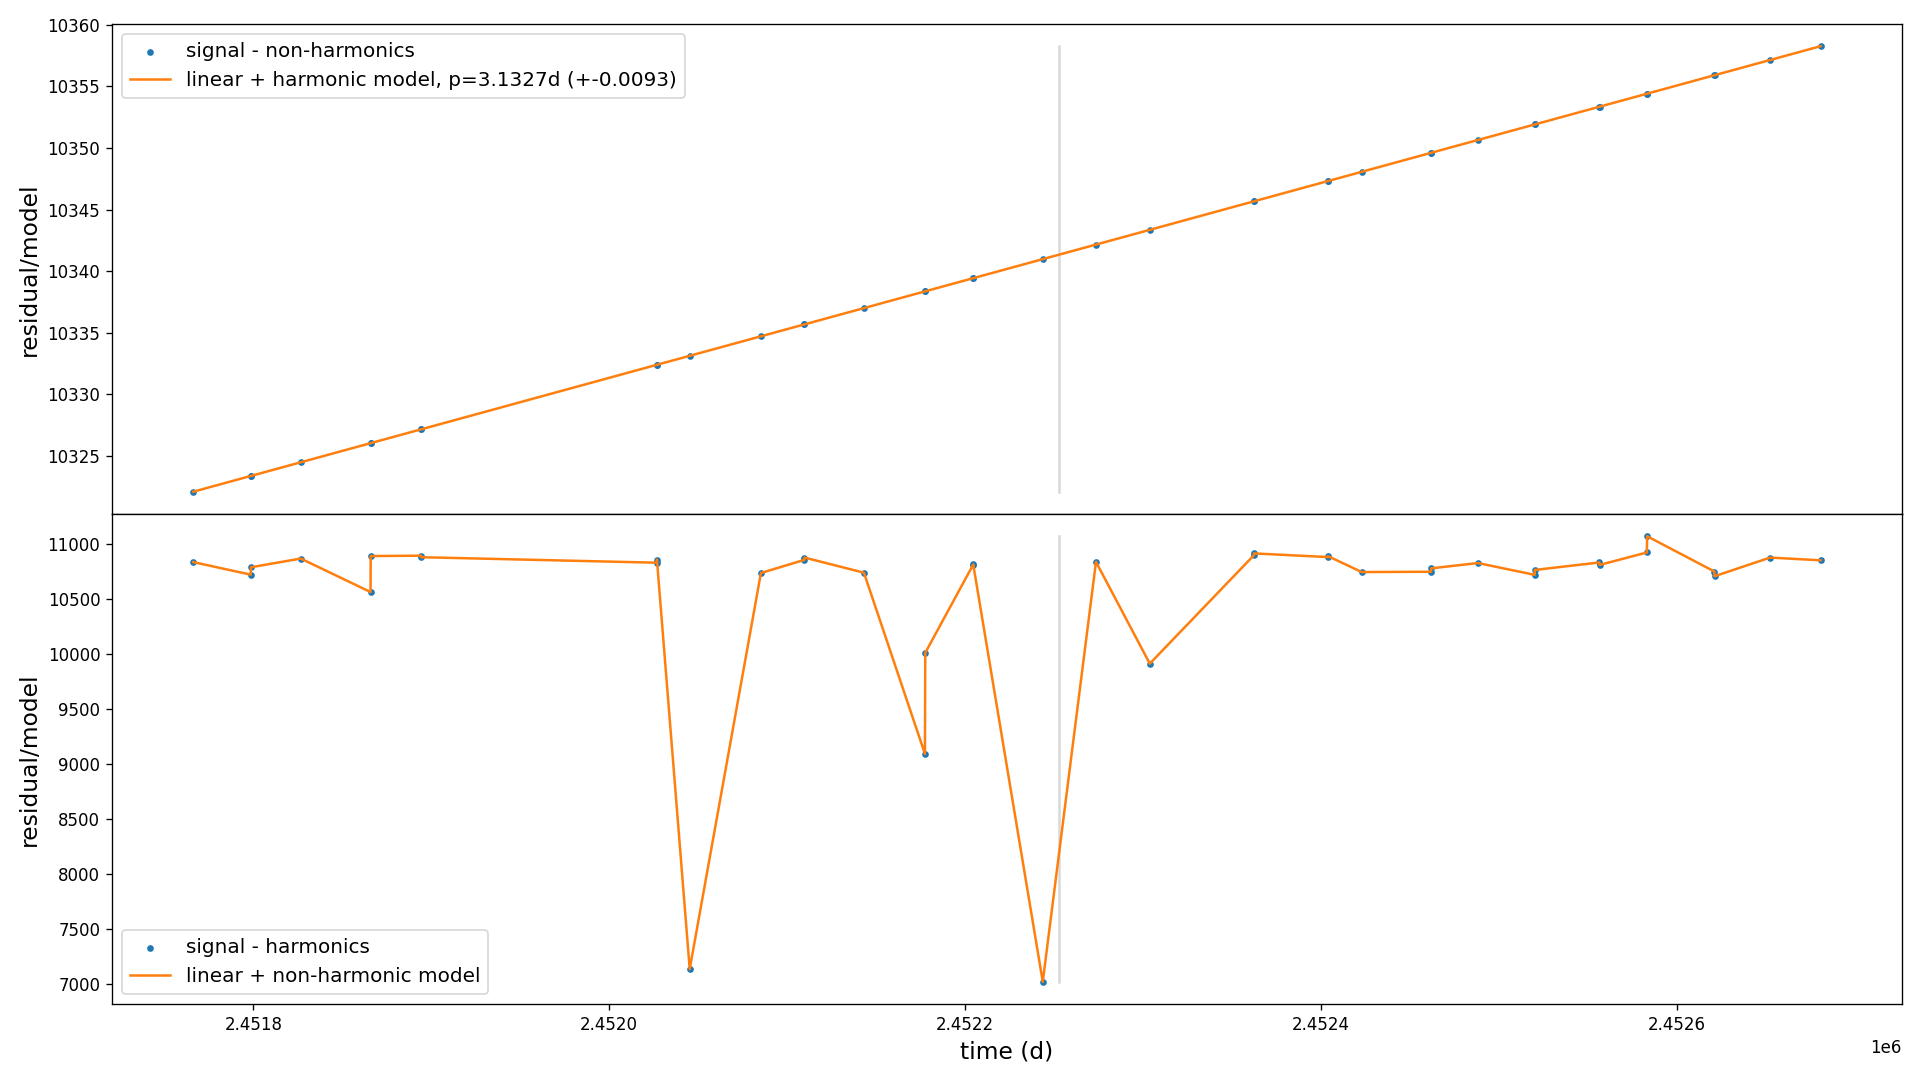 10360
10355
10350
10345
10340
10335
10330
10325
residual/model
signal - non-harmonics
linear + harmonic model, p=3.1327d (+-0.0093)
11000
10500
10000
9500
9000
8500
8000
7500
7000
residual/model
signal - harmonics
linear + non-harmonic model
2.4518
2.4520
2.4522
2.4524
2.4526
1e6
time (d)